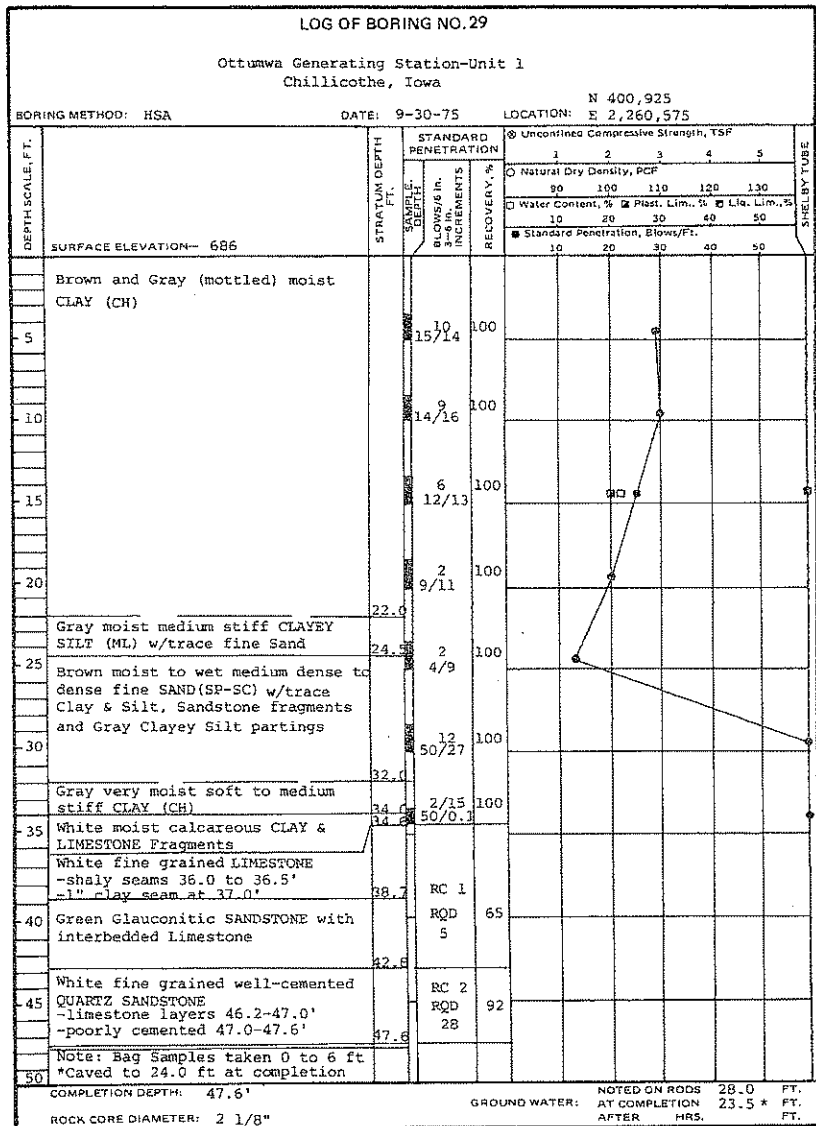 LOG OF BORING NO. 29
Ottumwa Generating Station-Unit 1
Chillicothe, Iowa
BORING METHOD: HSA
DATE: 9-30-75
LOCATION:
N 400,925
E 2,260,575
DEPTH SCALE, FT.
SURFACE ELEVATION-- 686
STRATUM DEPTH FT.
STANDARD PENETRATION
SAMPLE DEPTH
BLOWS/6 in. 3-6 in. INCREMENTS
RECOVERY, %
Unconfined Compressive Strength, TSF
1 2 3 4 5
Natural Dry Density, PCF
90 100 110 120 130
Water Content, % Plast. Lim., % Liq. Lim., %
10 20 30 40 50
Standard Penetration, Blows/Ft.
10 20 30 40 50
SHELBY TUBE
Brown and Gray (mottled) moist
CLAY (CH)
5
10
15/14
100
10
9
14/16
100
15
6
12/13
100
20
2
9/11
100
22.0
Gray moist medium stiff CLAYEY
SILT (ML) w/trace fine Sand
24.5
25
2
4/9
100
Brown moist to wet medium dense to
dense fine SAND(SP-SC) w/trace
Clay & Silt, Sandstone fragments
and Gray Clayey Silt partings
30
12
50/27
100
32.0
Gray very moist soft to medium
stiff CLAY (CH)
34.0
2/15
50/0.1
100
34.6
35
White moist calcareous CLAY &
LIMESTONE Fragments
White fine grained LIMESTONE
-shaly seams 36.0 to 36.5'
-1" clay seam at 37.0'
38.7
RC 1
RQD
5
65
40
Green Glauconitic SANDSTONE with
interbedded Limestone
42.8
White fine grained well-cemented
QUARTZ SANDSTONE
-limestone layers 46.2-47.0'
-poorly cemented 47.0-47.6'
45
47.6
RC 2
RQD
28
92
Note: Bag Samples taken 0 to 6 ft
*Caved to 24.0 ft at completion
50
COMPLETION DEPTH: 47.6'
ROCK CORE DIAMETER: 2 1/8"
GROUND WATER:
NOTED ON RODS 28.0 FT.
AT COMPLETION 23.5 * FT.
AFTER HRS. FT.